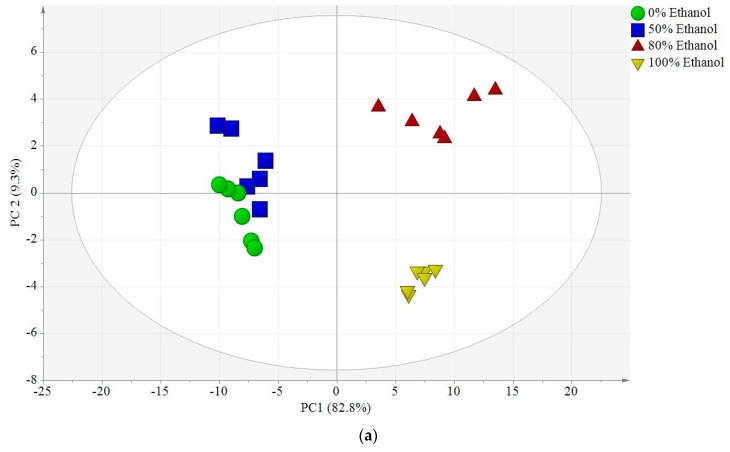 0% Ethanol
50% Ethanol
80% Ethanol
100% Ethanol
6
4
2
0
-2
-4
-6
-8
PC 2 (9.3%)
-25 -20 -15 -10 -5 0 5 10 15 20
PC1 (82.8%)
(a)